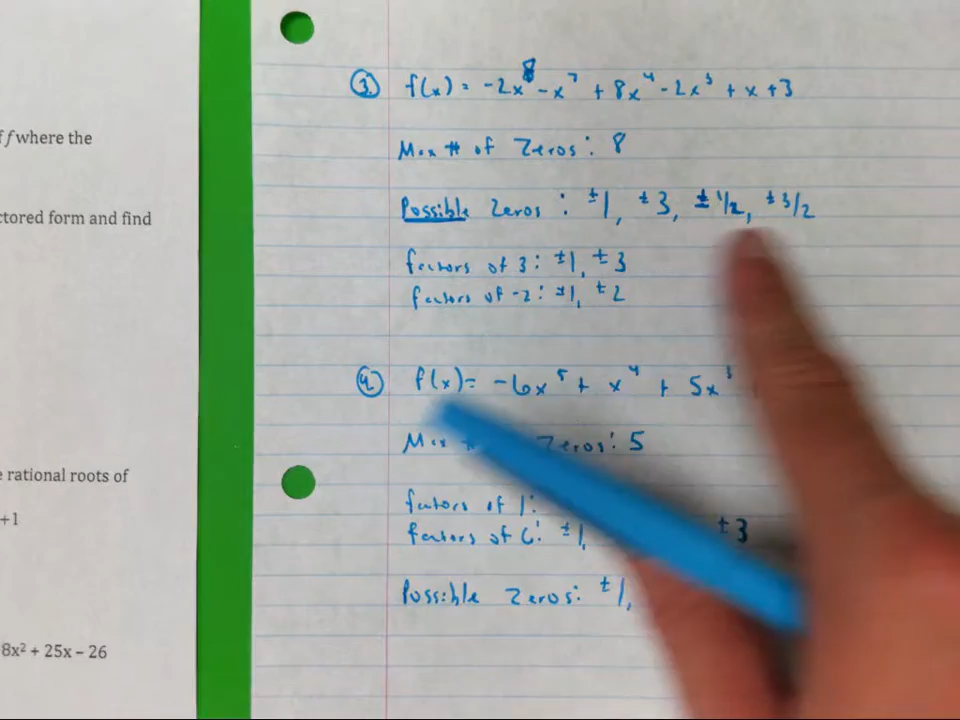 f where the
ctored form and find
e rational roots of
+1
8x² + 25x – 26
③ f(x) = -2x⁸ - x⁷ + 8x⁴ - 2x³ + x + 3
Max # of Zeros: 8
Possible Zeros : ±1, ±3, ±1/2, ±3/2
factors of 3: ±1, ±3
factors of -2: ±1, ±2
④ f(x) = -6x⁵ + x⁴ + 5x³
Max # Zeros: 5
factors of 1:
factors of 6: ±1, ±3
Possible Zeros: ±1,